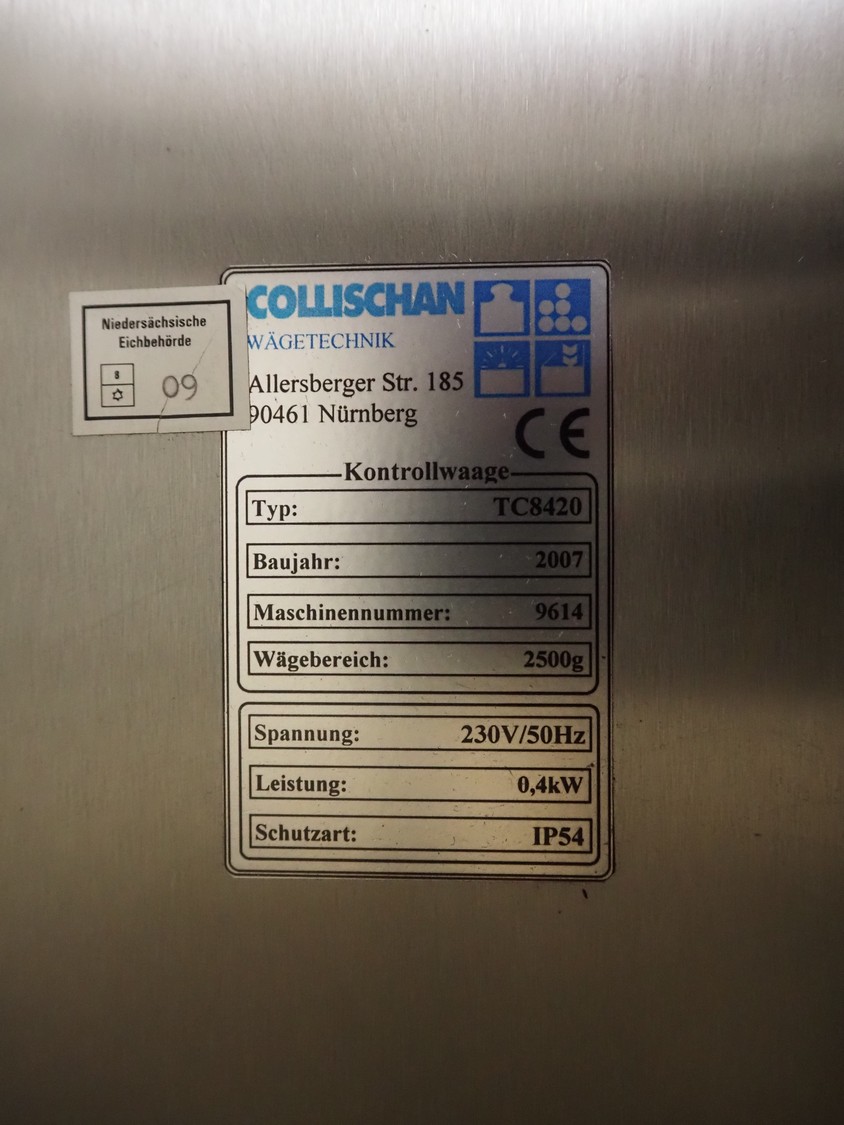 Niedersächsische
Eichbehörde
8
09
COLLISCHAN
WÄGETECHNIK
Allersberger Str. 185
90461 Nürnberg
CE
Kontrollwaage
Typ: TC8420
Baujahr: 2007
Maschinennummer: 9614
Wägebereich: 2500g
Spannung: 230V/50Hz
Leistung: 0,4kW
Schutzart: IP54